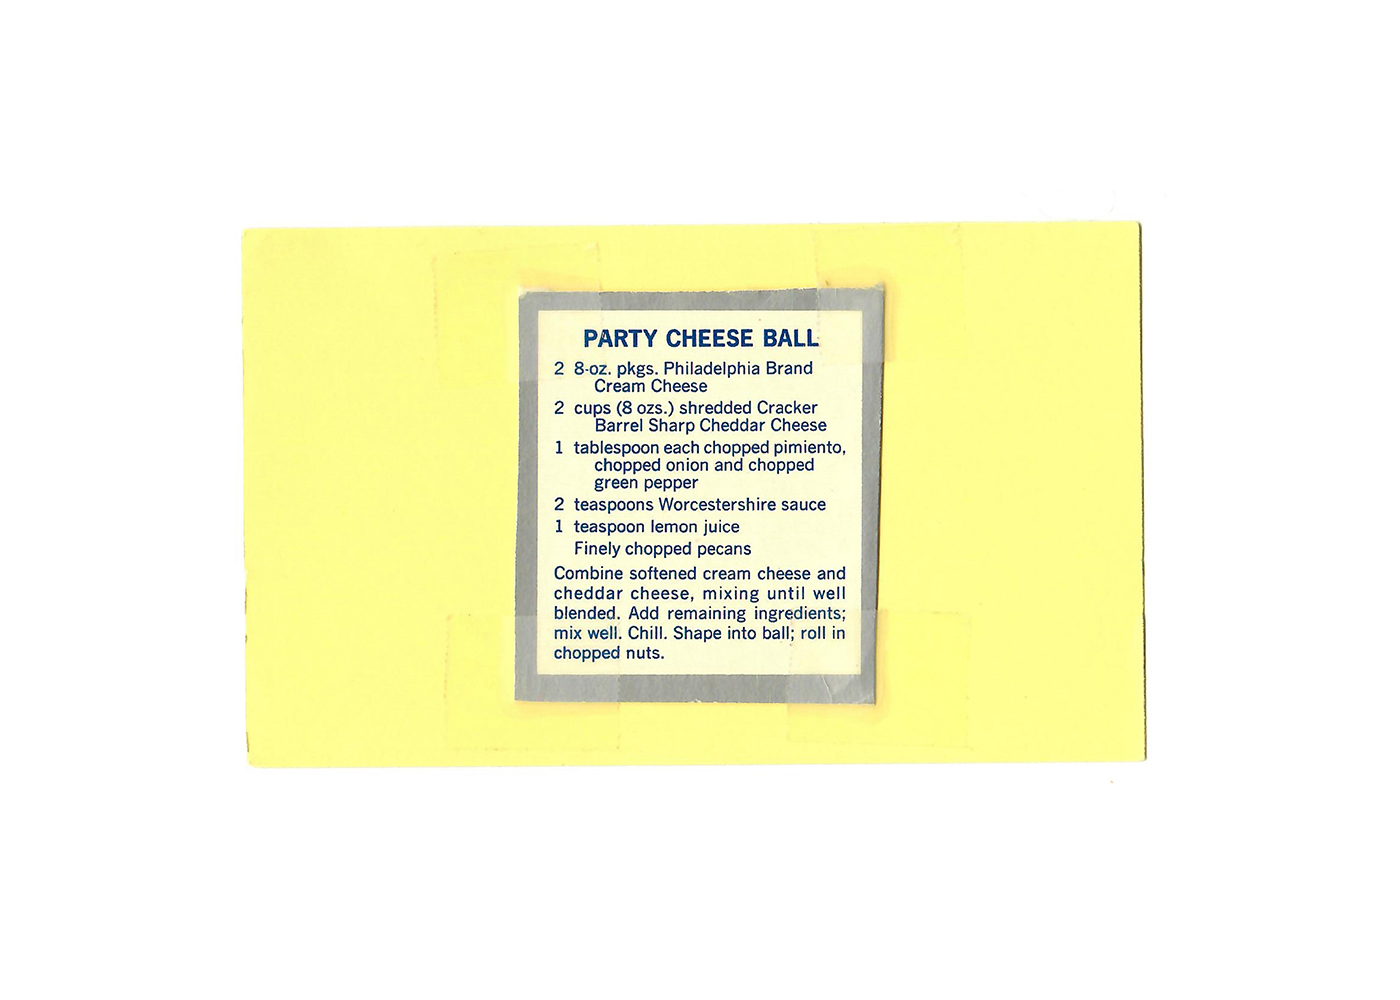 PARTY CHEESE BALL
2 8-oz. pkgs. Philadelphia Brand
Cream Cheese
2 cups (8 ozs.) shredded Cracker
Barrel Sharp Cheddar Cheese
1 tablespoon each chopped pimiento,
chopped onion and chopped
green pepper
2 teaspoons Worcestershire sauce
1 teaspoon lemon juice
Finely chopped pecans
Combine softened cream cheese and
cheddar cheese, mixing until well
blended. Add remaining ingredients;
mix well. Chill. Shape into ball; roll in
chopped nuts.